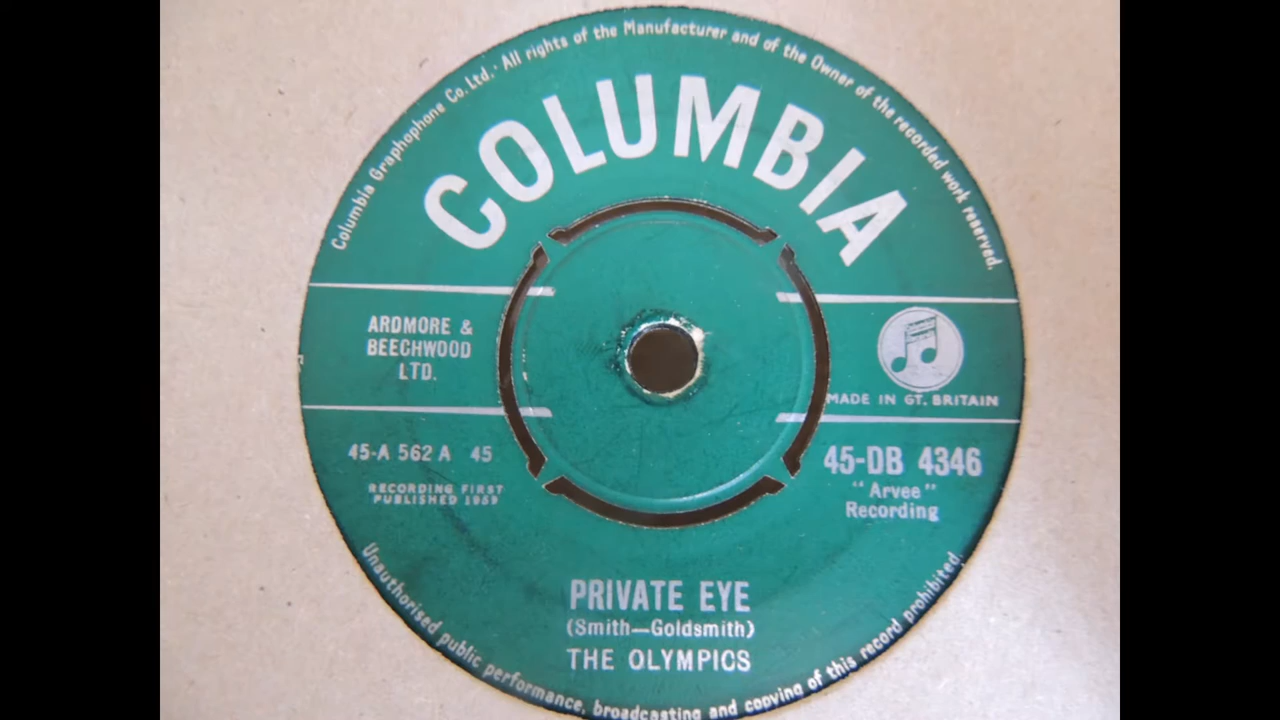 Columbia Graphophone Co. Ltd. · All rights of the Manufacturer and of the Owner of the recorded work reserved.
COLUMBIA
ARDMORE &
BEECHWOOD
LTD.
MADE IN GT. BRITAIN
45-A 562 A 45
RECORDING FIRST
PUBLISHED 1959
45-DB 4346
"Arvee"
Recording
PRIVATE EYE
(Smith—Goldsmith)
THE OLYMPICS
Unauthorised public performance, broadcasting and copying of this record prohibited.